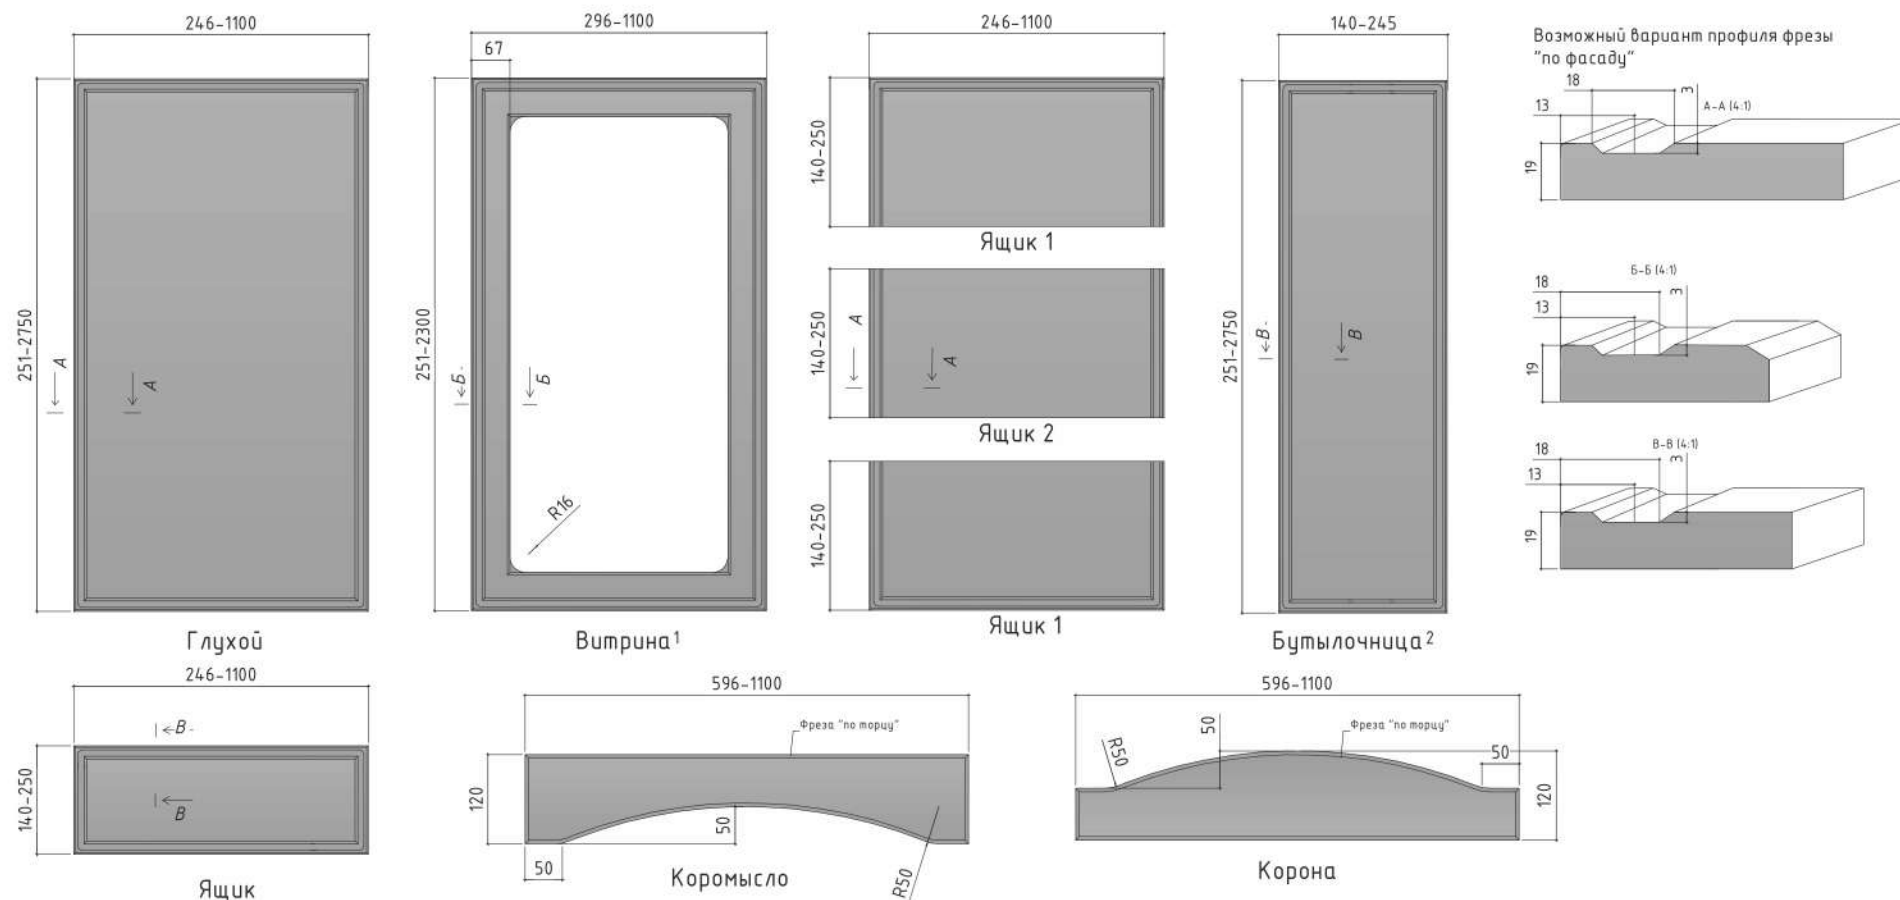 246-1100
251-2750
А
А
Глухой
296-1100
67
251-2300
Б
Б
R16
Витрина¹
246-1100
140-250
Ящик 1
140-250
А
А
Ящик 2
140-250
Ящик 1
140-245
251-2750
В
В
Бутылочница²
Возможный вариант профиля фрезы
"по фасаду"
18
3
А-А (4:1)
13
19
Б-Б (4:1)
18
3
13
19
В-В (4:1)
18
3
13
19
246-1100
В
140-250
В
Ящик
596-1100
Фреза "по торцу"
120
50
50
R50
Коромысло
596-1100
R50
50
Фреза "по торцу"
50
120
Корона